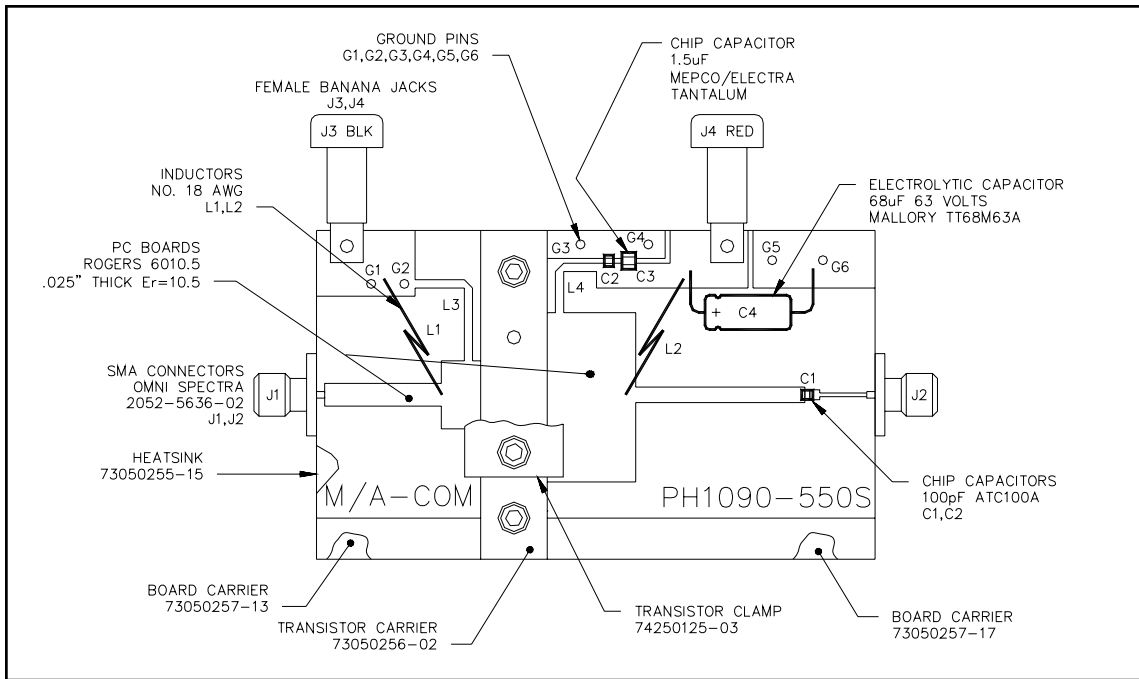 GROUND PINS
G1,G2,G3,G4,G5,G6
CHIP CAPACITOR
1.5uF
MEPCO/ELECTRA
TANTALUM
FEMALE BANANA JACKS
J3,J4
J3 BLK
J4 RED
INDUCTORS
NO. 18 AWG
L1,L2
ELECTROLYTIC CAPACITOR
68uF 63 VOLTS
MALLORY TT68M63A
PC BOARDS
ROGERS 6010.5
.025" THICK Er=10.5
G1
G2
G3
G4
G5
G6
C2
C3
L3
L4
L1
L2
+
C4
SMA CONNECTORS
OMNI SPECTRA
2052-5636-02
J1,J2
J1
C1
J2
HEATSINK
73050255-15
M/A-COM
PH1090-550S
CHIP CAPACITORS
100pF ATC100A
C1,C2
BOARD CARRIER
73050257-13
TRANSISTOR CARRIER
73050256-02
TRANSISTOR CLAMP
74250125-03
BOARD CARRIER
73050257-17